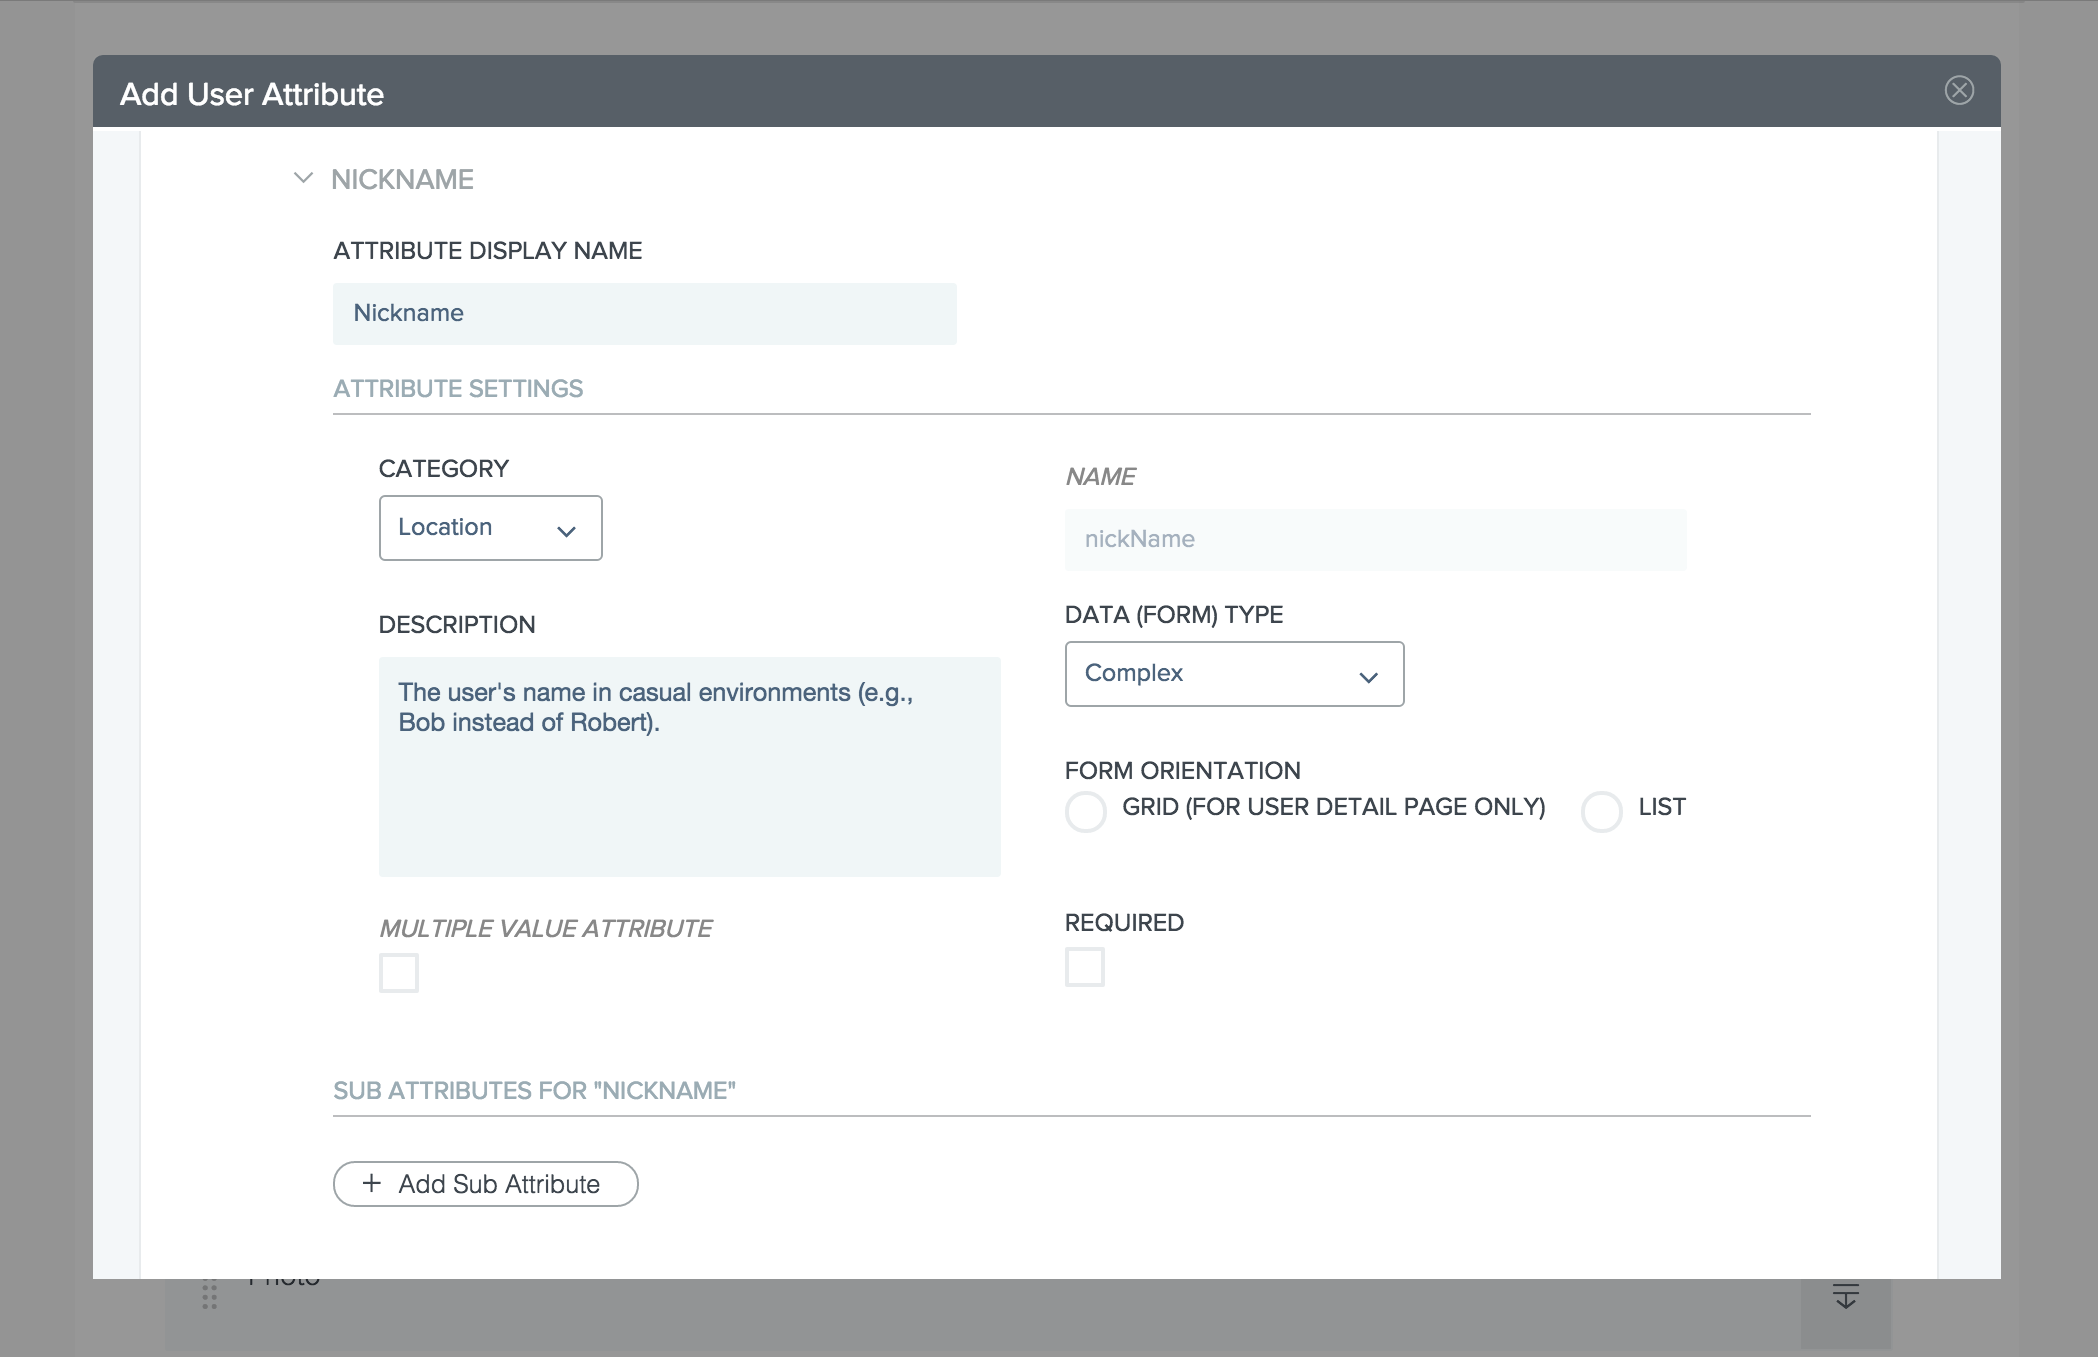 Add User Attribute
NICKNAME
ATTRIBUTE DISPLAY NAME
Nickname
ATTRIBUTE SETTINGS
CATEGORY
Location
NAME
nickName
DESCRIPTION
The user's name in casual environments (e.g.,
Bob instead of Robert).
DATA (FORM) TYPE
Complex
FORM ORIENTATION
GRID (FOR USER DETAIL PAGE ONLY)
LIST
MULTIPLE VALUE ATTRIBUTE
REQUIRED
SUB ATTRIBUTES FOR "NICKNAME"
+ Add Sub Attribute
Photo